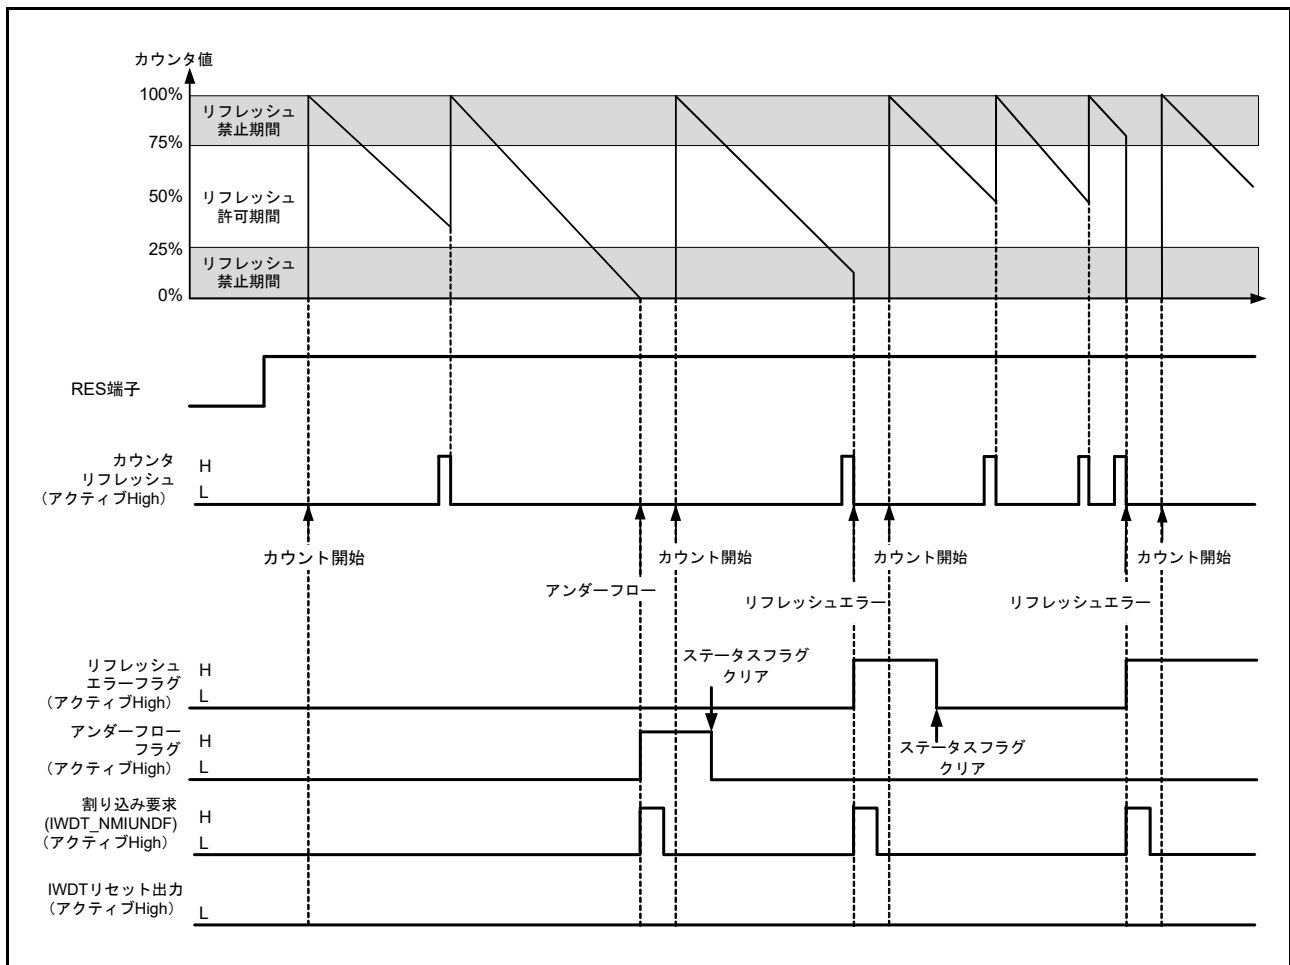 カウンタ値
100%
リフレッシュ
禁止期間
75%
50%
リフレッシュ
許可期間
25%
リフレッシュ
禁止期間
0%
RES端子
カウンタ
リフレッシュ
(アクティブHigh)
H
L
カウント開始
カウント開始
カウント開始
カウント開始
アンダーフロー
リフレッシュエラー
リフレッシュエラー
ステータスフラグ
クリア
リフレッシュ
エラーフラグ
(アクティブHigh)
H
L
アンダーフロー
フラグ
(アクティブHigh)
H
L
ステータスフラグ
クリア
割り込み要求
(IWDT_NMIUNDF)
(アクティブHigh)
H
L
IWDTリセット出力
(アクティブHigh)
L